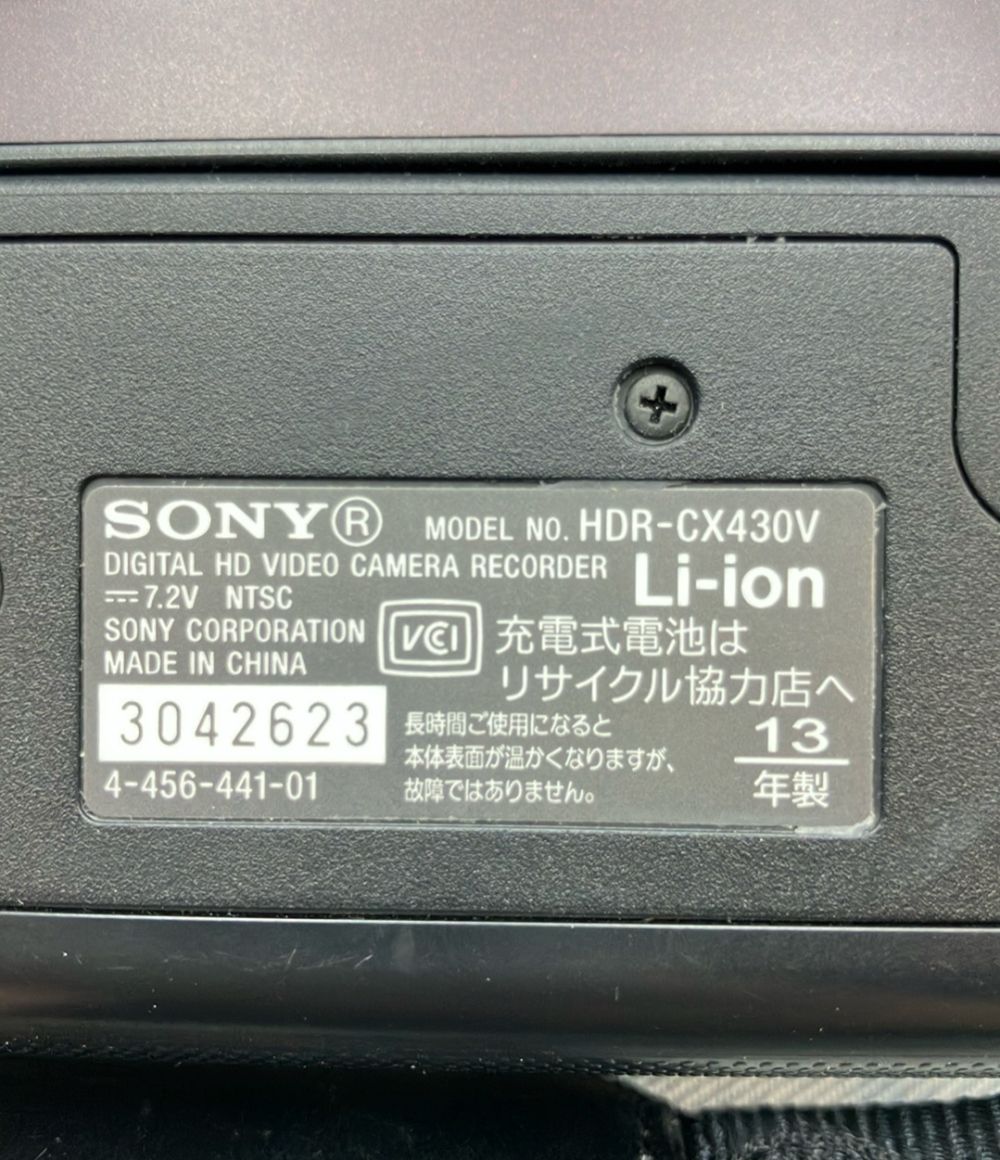 SONY® MODEL NO. HDR-CX430V
DIGITAL HD VIDEO CAMERA RECORDER
Li-ion
⎓7.2V NTSC
SONY CORPORATION
MADE IN CHINA
VCCI
充電式電池は
リサイクル協力店へ
3042623
4-456-441-01
長時間ご使用になると
本体表面が温かくなりますが、
故障ではありません。
13
年製